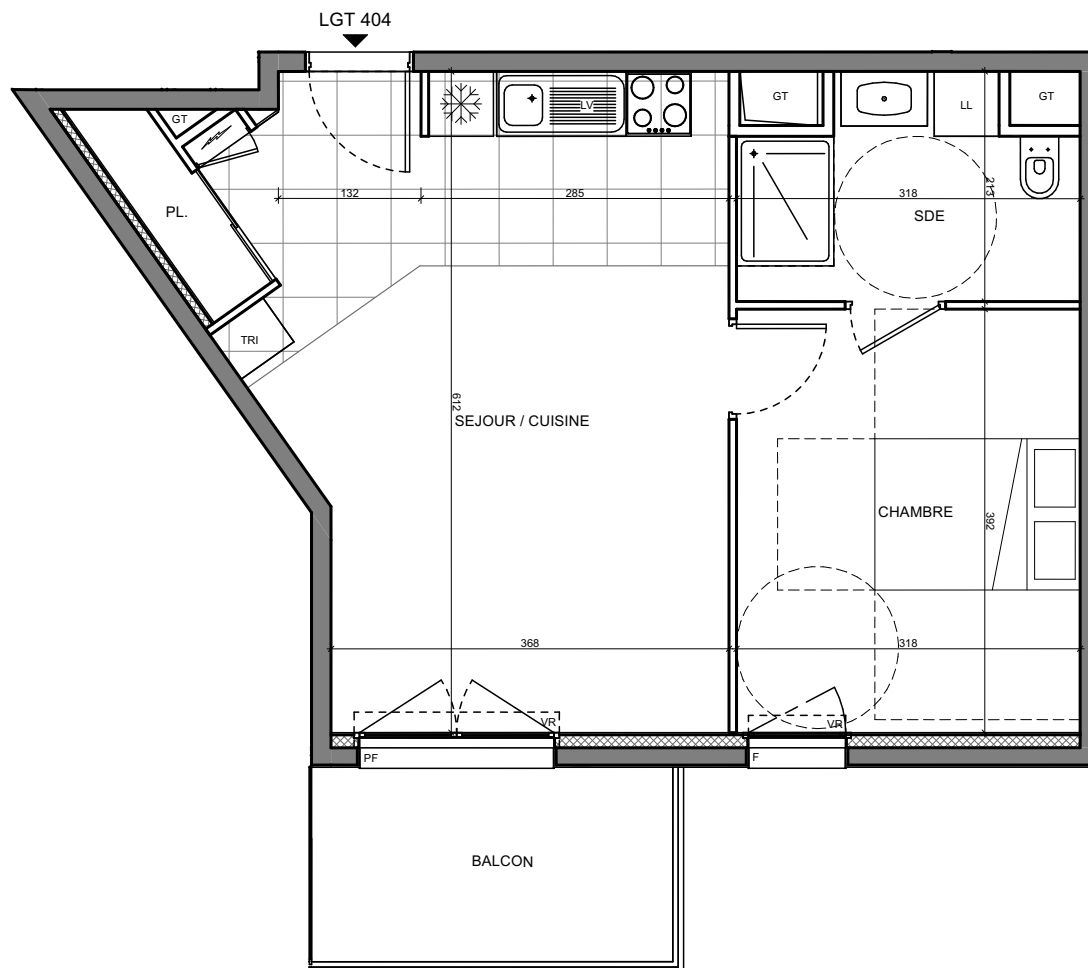 LGT 404
GT
LV
GT
LL
GT
PL.
132
285
318
213
SDE
TRI
612
SEJOUR / CUISINE
CHAMBRE
392
368
318
VR
VR
PF
F
BALCON